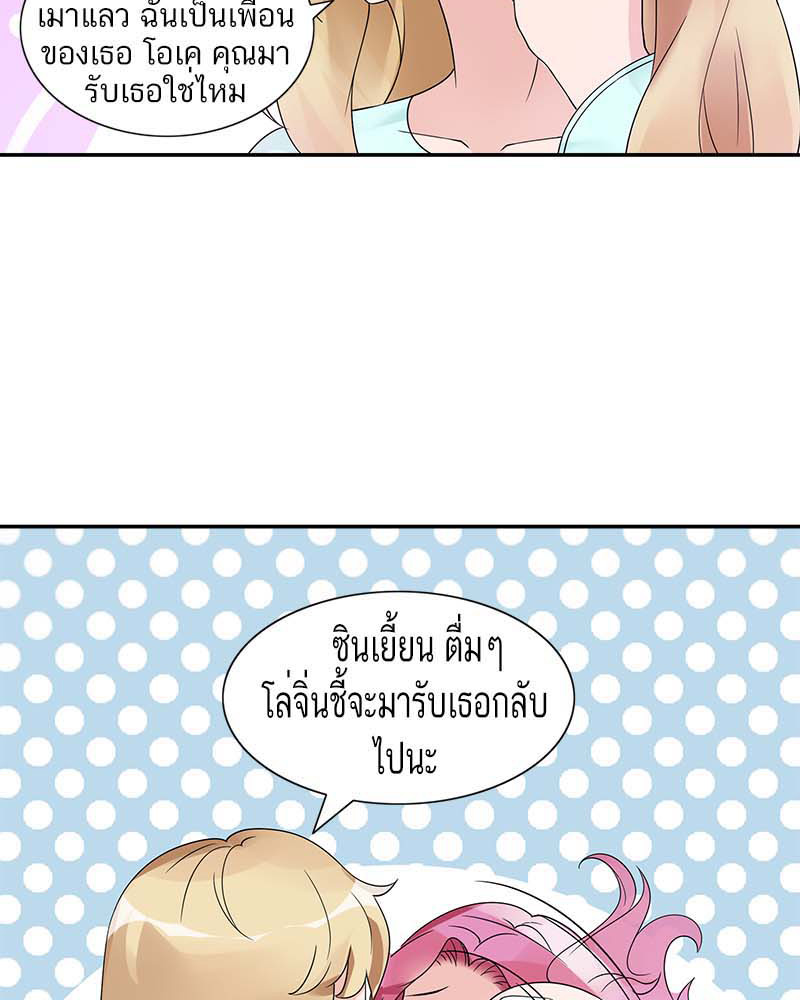 เมาแล้ว ฉันเป็นเพื่อน
ของเธอ โอเค คุณมา
รับเธอใช่ไหม
ซินเยี้ยน ตื่มๆ
โล่จิ่นชี้จะมารับเธอกลับ
ไปนะ